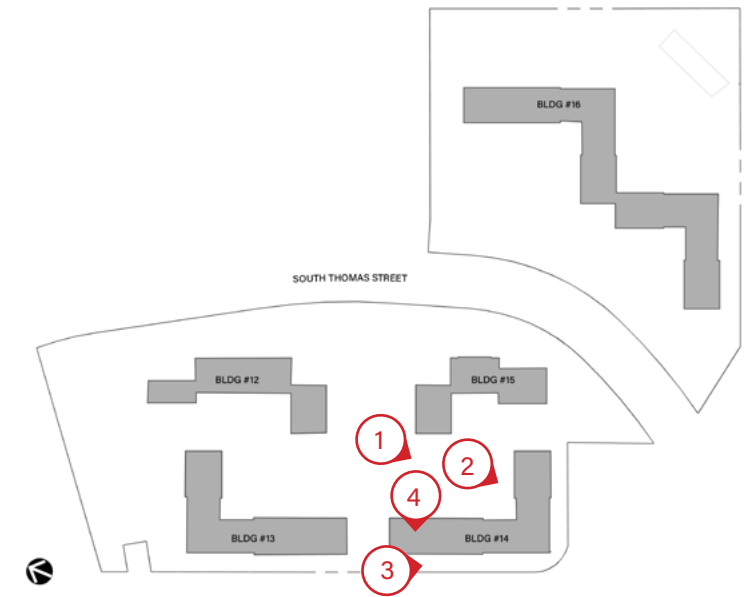 BLDG #16
SOUTH THOMAS STREET
BLDG #12
BLDG #15
1
2
4
BLDG #13
BLDG #14
3